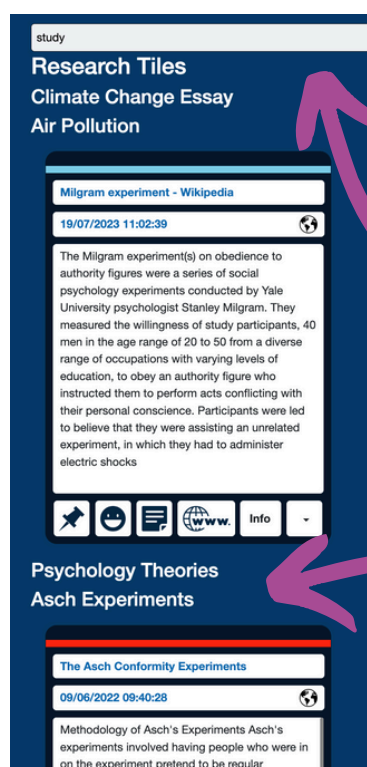 study
Research Tiles
Climate Change Essay
Air Pollution
Milgram experiment - Wikipedia
19/07/2023 11:02:39
The Milgram experiment(s) on obedience to
authority figures were a series of social
psychology experiments conducted by Yale
University psychologist Stanley Milgram. They
measured the willingness of study participants, 40
men in the age range of 20 to 50 from a diverse
range of occupations with varying levels of
education, to obey an authority figure who
instructed them to perform acts conflicting with
their personal conscience. Participants were led
to believe that they were assisting an unrelated
experiment, in which they had to administer
electric shocks
www. Info -
Psychology Theories
Asch Experiments
The Asch Conformity Experiments
09/06/2022 09:40:28
Methodology of Asch's Experiments Asch's
experiments involved having people who were in
on the experiment pretend to be regular